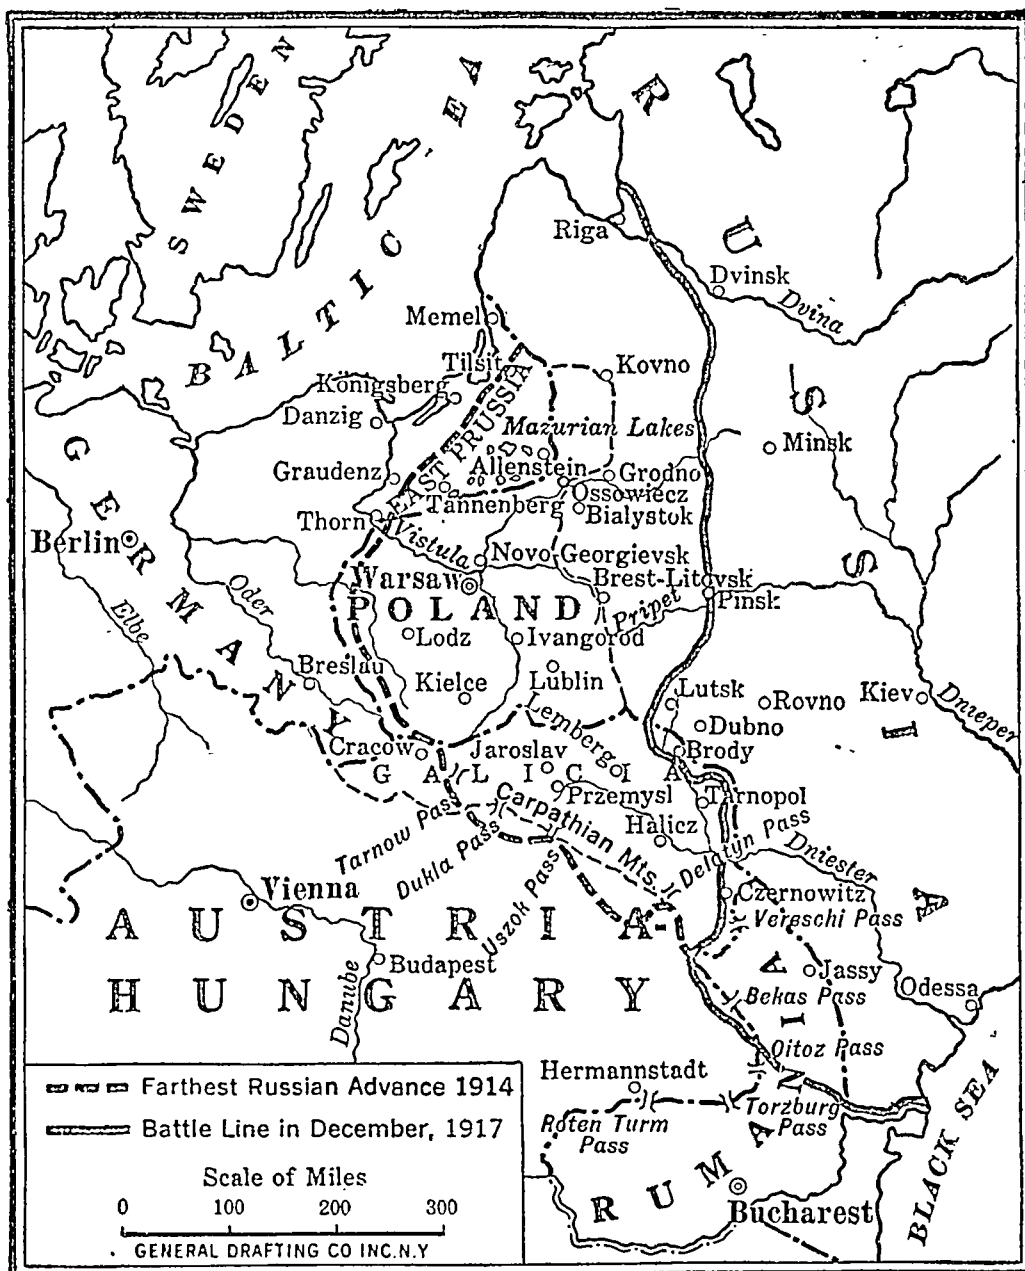 SWEDEN
BALTIC SEA
RUSSIA
Riga
Dvinsk
Dvina
Memel
Tilsit
Kovno
Königsberg
Danzig
EAST PRUSSIA
Mazurian Lakes
Minsk
Graudenz
Allenstein
Grodno
Tannenberg
Ossowiecz
Bialystok
Thorn
Vistula
Novo Georgievsk
GERMANY
Berlin
Warsaw
Brest-Litovsk
POLAND
Pripet
Pinsk
Oder
Elbe
Lodz
Ivangorod
Breslau
Kielce
Lublin
Lutsk
Rovno
Kiev
Dnieper
Dubno
Lemberg
Cracow
Jaroslav
Brody
GALICIA
Przemysl
Tarnopol
Tarnow Pass
Carpathian Mts.
Halicz
Dukla Pass
Delatyn Pass
Dniester
Uszok Pass
Vienna
Czernowitz
Vereschi Pass
AUSTRIA-
HUNGARY
Budapest
Danube
Jassy
Bekas Pass
Odessa
Oitoz Pass
Hermannstadt
Torzburg
Pass
Roten Turm
Pass
RUMANIA
Bucharest
BLACK SEA
Farthest Russian Advance 1914
Battle Line in December, 1917
Scale of Miles
0 100 200 300
GENERAL DRAFTING CO INC.N.Y